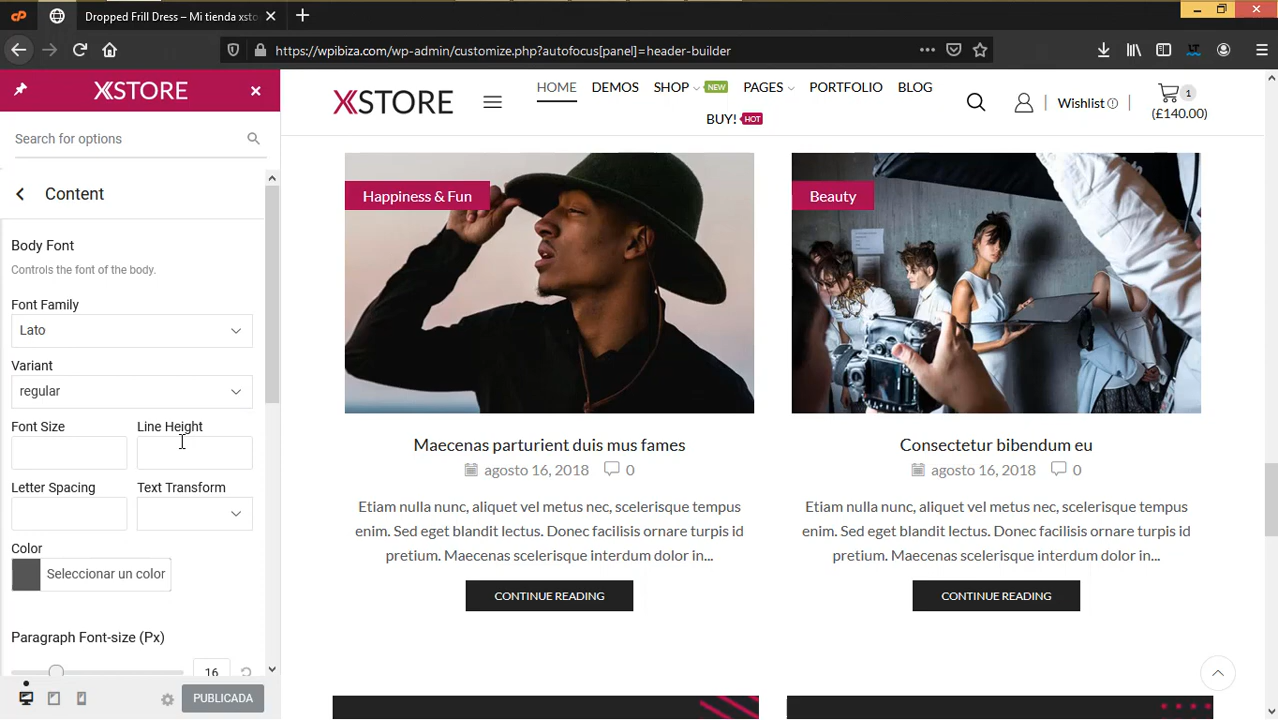 Dropped Frill Dress – Mi tienda xsto
https://wpibiza.com/wp-admin/customize.php?autofocus[panel]=header-builder
XSTORE
Search for options
Content
Body Font
Controls the font of the body.
Font Family
Lato
Variant
regular
Font Size
Line Height
Letter Spacing
Text Transform
Color
Seleccionar un color
Paragraph Font-size (Px)
16
PUBLICADA
XSTORE
HOME
DEMOS
SHOP
NEW
PAGES
PORTFOLIO
BLOG
BUY!
HOT
Wishlist
1
(£140.00)
Happiness & Fun
Beauty
Maecenas parturient duis mus fames
agosto 16, 2018
0
Etiam nulla nunc, aliquet vel metus nec, scelerisque tempus
enim. Sed eget blandit lectus. Donec facilisis ornare turpis id
pretium. Maecenas scelerisque interdum dolor in...
CONTINUE READING
Consectetur bibendum eu
agosto 16, 2018
0
Etiam nulla nunc, aliquet vel metus nec, scelerisque tempus
enim. Sed eget blandit lectus. Donec facilisis ornare turpis id
pretium. Maecenas scelerisque interdum dolor in...
CONTINUE READING